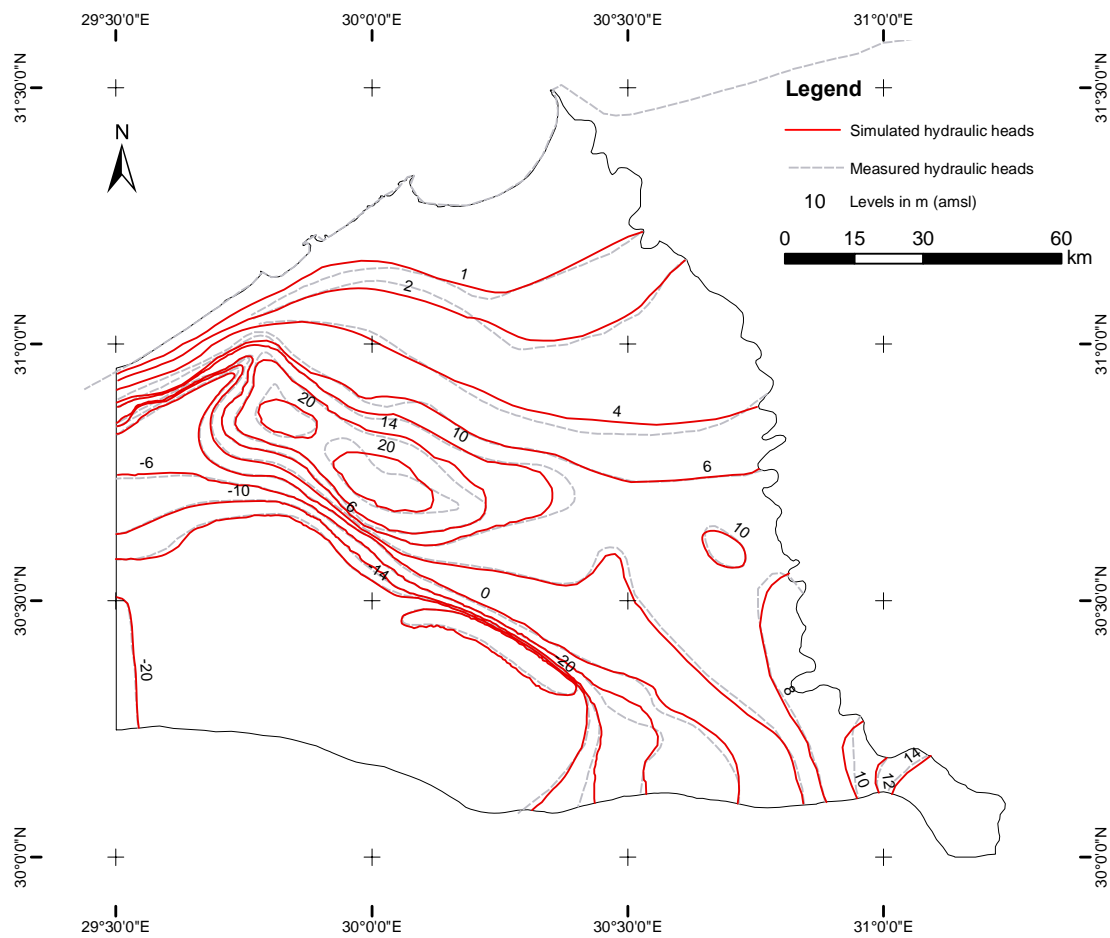 29°30'0"E 30°0'0"E 30°30'0"E 31°0'0"E
31°30'0"N 31°30'0"N
Legend
N
Simulated hydraulic heads
Measured hydraulic heads
10 Levels in m (amsl)
0 15 30 60
km
1
2
31°0'0"N 31°0'0"N
20
4
14
10
20
-6
6
-10
6
10
-14
30°30'0"N 30°30'0"N
0
-20
-20
8
14
10
12
30°0'0"N 30°0'0"N
29°30'0"E 30°0'0"E 30°30'0"E 31°0'0"E